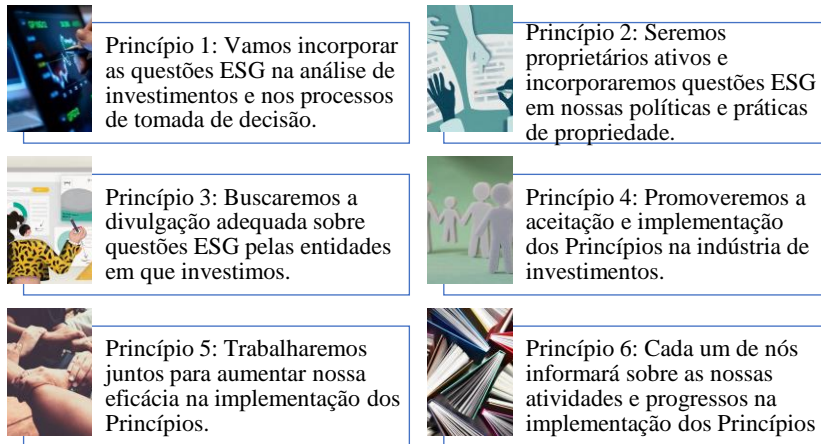 Princípio 1: Vamos incorporar
as questões ESG na análise de
investimentos e nos processos
de tomada de decisão.
Princípio 2: Seremos
proprietários ativos e
incorporaremos questões ESG
em nossas políticas e práticas
de propriedade.
Princípio 3: Buscaremos a
divulgação adequada sobre
questões ESG pelas entidades
em que investimos.
Princípio 4: Promoveremos a
aceitação e implementação
dos Princípios na indústria de
investimentos.
Princípio 5: Trabalharemos
juntos para aumentar nossa
eficácia na implementação dos
Princípios.
Princípio 6: Cada um de nós
informará sobre as nossas
atividades e progressos na
implementação dos Princípios